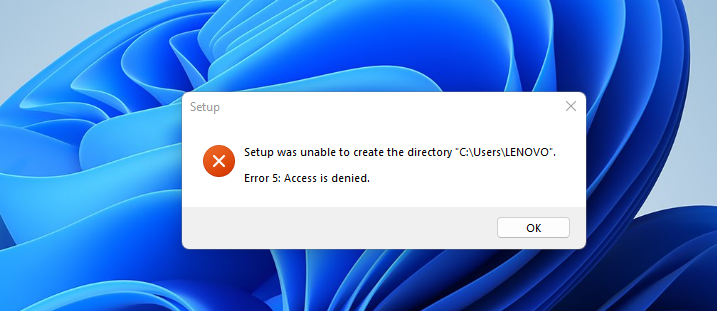 Setup
Setup was unable to create the directory "C:\Users\LENOVO".
Error 5: Access is denied.
OK